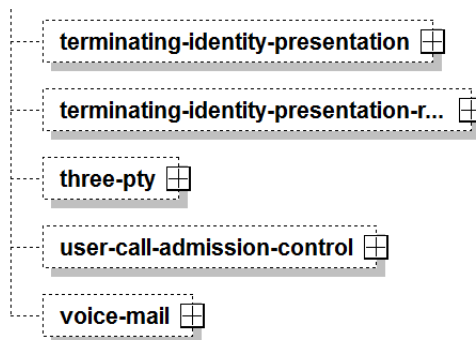 terminating-identity-presentation
terminating-identity-presentation-r...
three-pty
user-call-admission-control
voice-mail